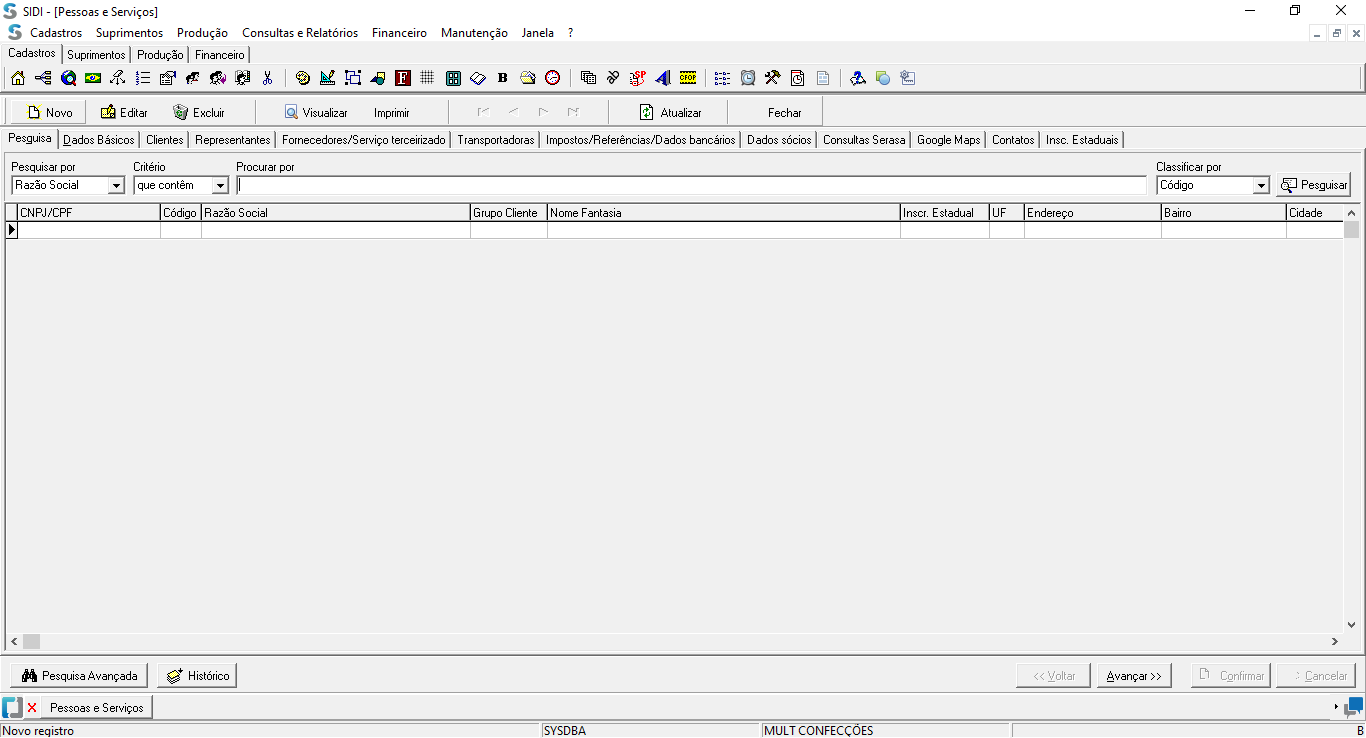 SIDI - [Pessoas e Serviços]
Cadastros Suprimentos Produção Consultas e Relatórios Financeiro Manutenção Janela ?
Cadastros Suprimentos Produção Financeiro
F B SP CFOP
Novo Editar Excluir Visualizar Imprimir Atualizar Fechar
Pesquisa Dados Básicos Clientes Representantes Fornecedores/Serviço terceirizado Transportadoras Impostos/Referências/Dados bancários Dados sócios Consultas Serasa Google Maps Contatos Insc. Estaduais
Pesquisar por Critério Procurar por Classificar por
Razão Social que contêm Código Pesquisar
CNPJ/CPF Código Razão Social Grupo Cliente Nome Fantasia Inscr. Estadual UF Endereço Bairro Cidade
Pesquisa Avançada Histórico << Voltar Avançar >> Confirmar Cancelar
Pessoas e Serviços
Novo registro SYSDBA MULT CONFECÇÕES B